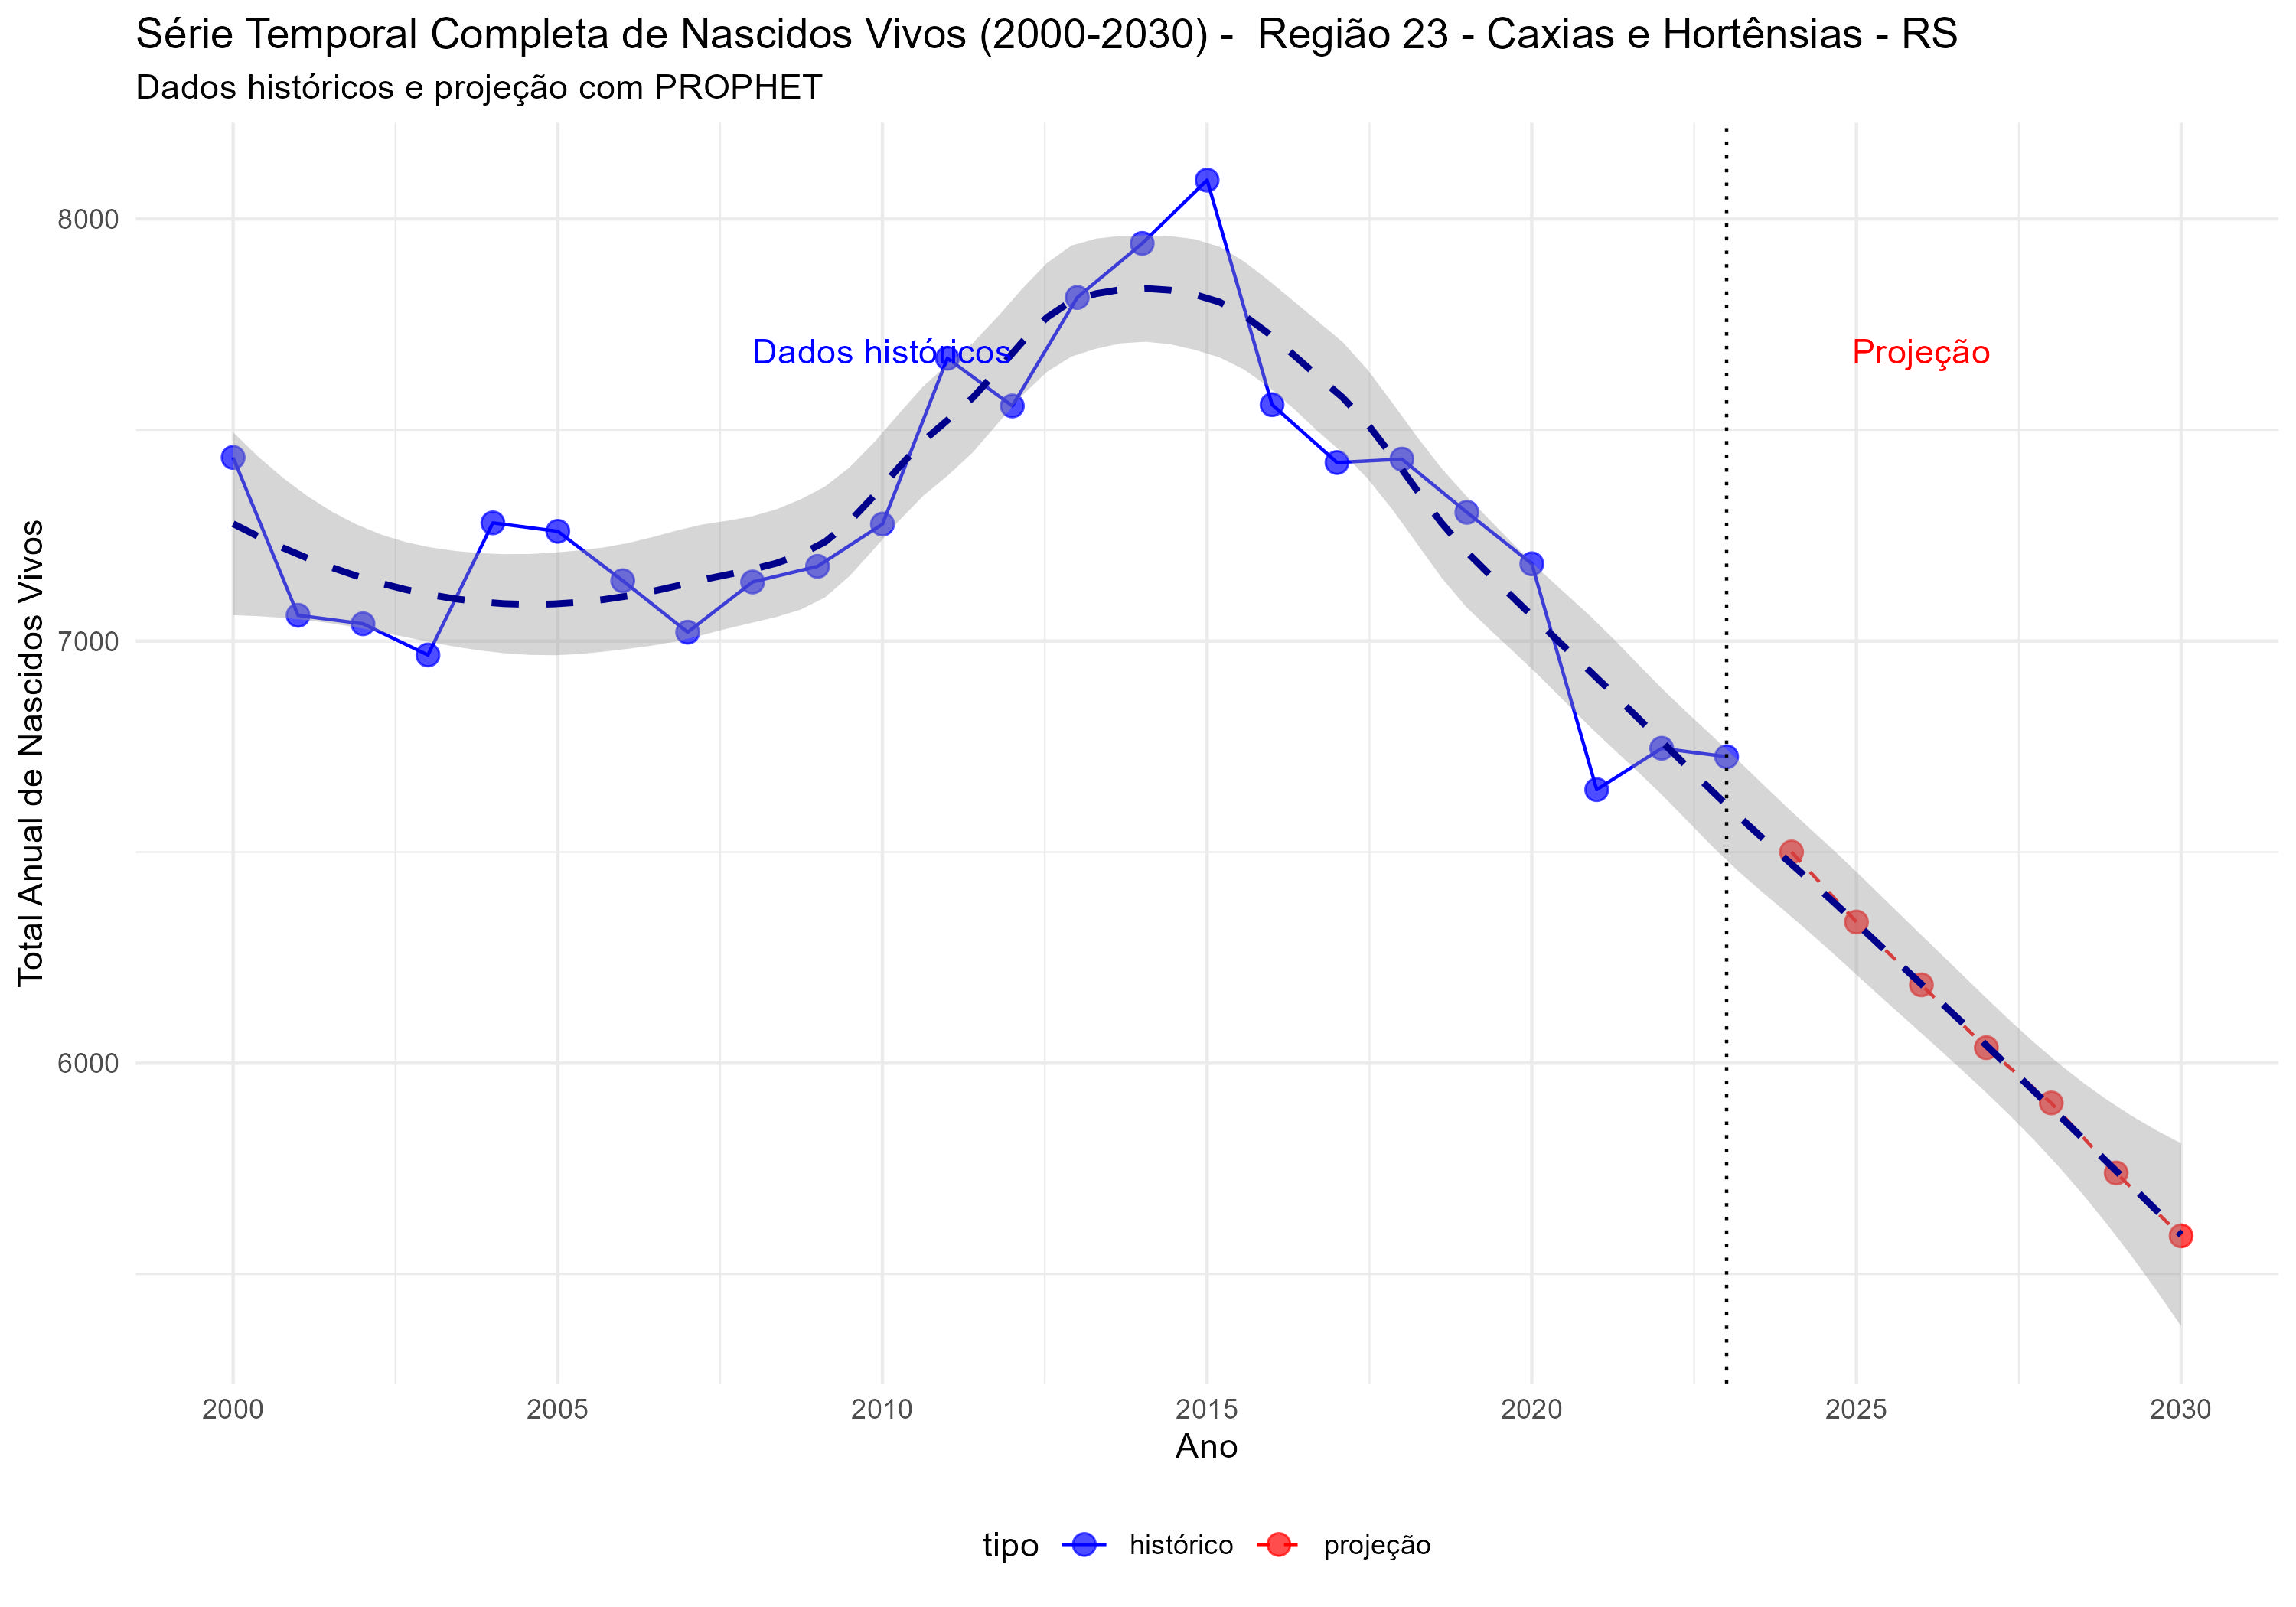 Série Temporal Completa de Nascidos Vivos (2000-2030) -  Região 23 - Caxias e Hortênsias - RS
Dados históricos e projeção com PROPHET
Total Anual de Nascidos Vivos
8000
7000
6000
Dados históricos
Projeção
2000 2005 2010 2015 2020 2025 2030
Ano
tipo histórico projeção